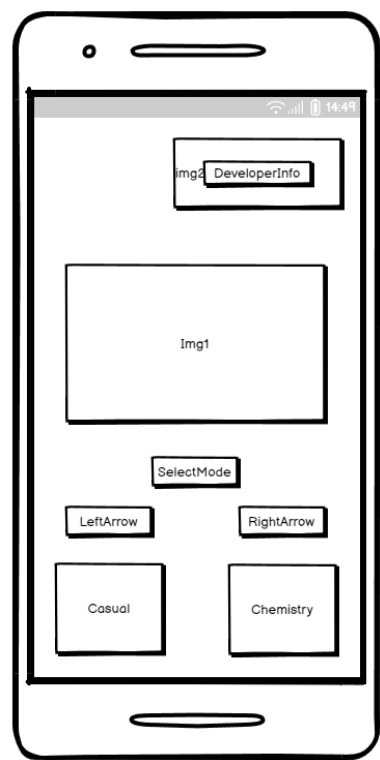 14:49
img2 DeveloperInfo
Img1
SelectMode
LeftArrow RightArrow
Casual Chemistry